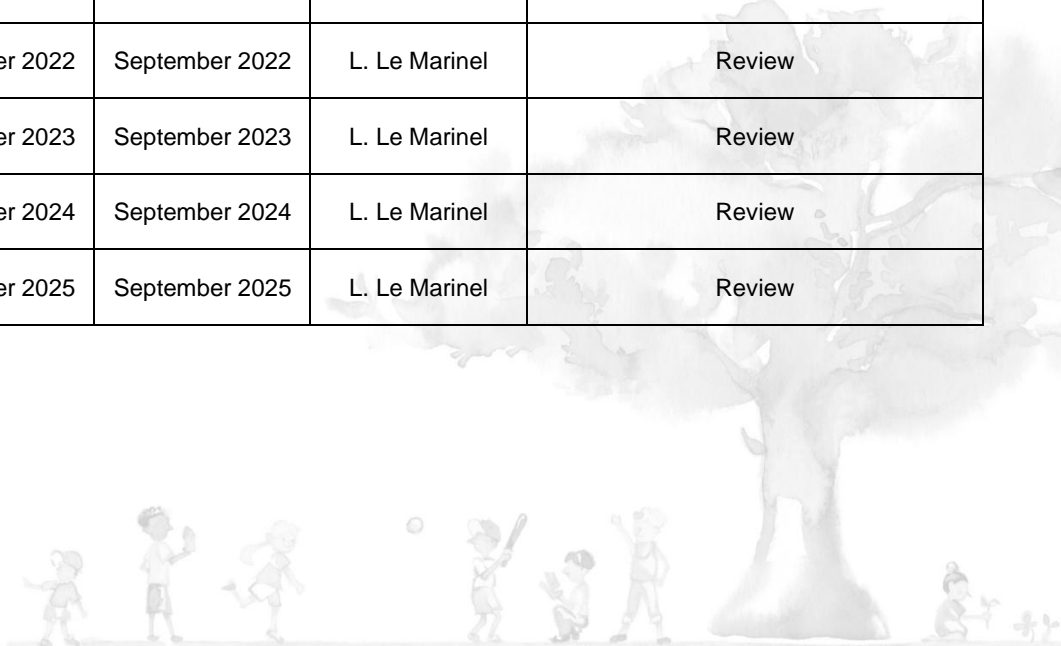 er 2022 September 2022 L. Le Marinel Review
er 2023 September 2023 L. Le Marinel Review
er 2024 September 2024 L. Le Marinel Review
er 2025 September 2025 L. Le Marinel Review